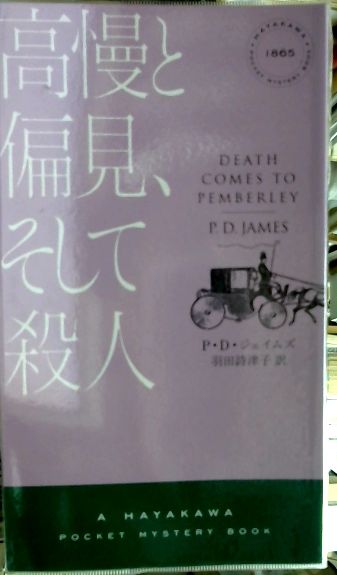 高慢と
偏見、
そして
殺人
HAYAKAWA
1865
POCKET MYSTERY BOOK
DEATH
COMES TO
PEMBERLEY
P. D. JAMES
P・D・ジェイムズ
羽田詩津子 訳
A HAYAKAWA
POCKET MYSTERY BOOK